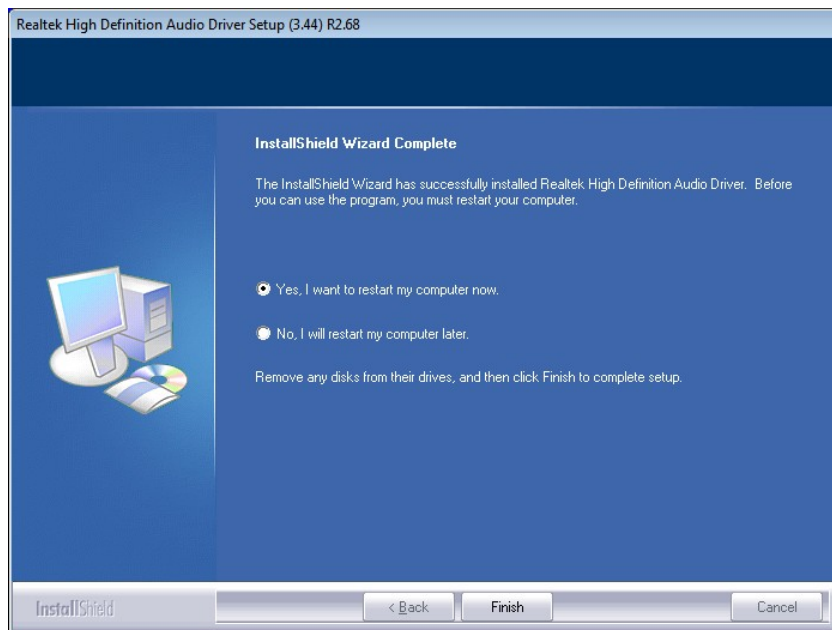 Realtek High Definition Audio Driver Setup (3.44) R2.68
InstallShield Wizard Complete
The InstallShield Wizard has successfully installed Realtek High Definition Audio Driver. Before
you can use the program, you must restart your computer.
Yes, I want to restart my computer now.
No, I will restart my computer later.
Remove any disks from their drives, and then click Finish to complete setup.
InstallShield
< Back
Finish
Cancel